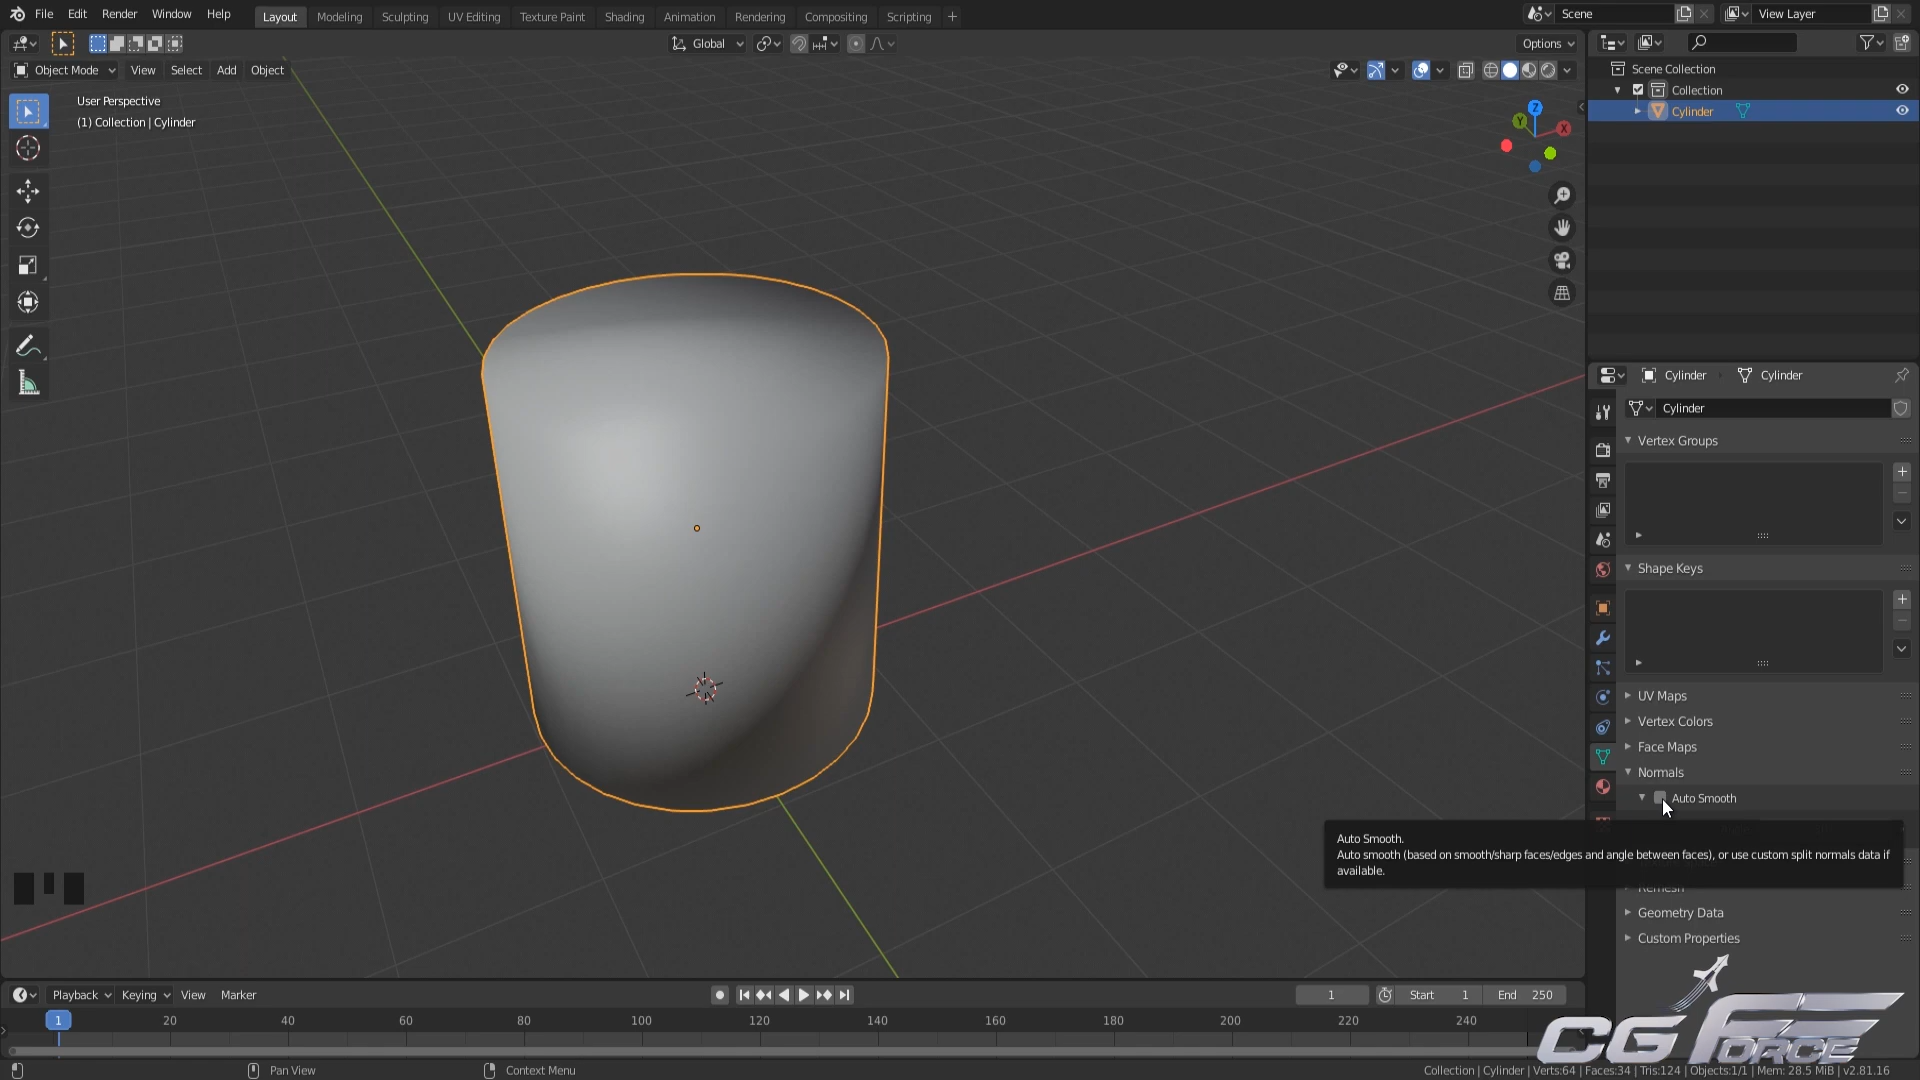 File Edit Render Window Help
Layout Modeling Sculpting UV Editing Texture Paint Shading Animation Rendering Compositing Scripting +
Scene
View Layer
Global
Options
Object Mode View Select Add Object
User Perspective
(1) Collection | Cylinder
Z
Y
X
Scene Collection
Collection
Cylinder
Cylinder Cylinder
Cylinder
Vertex Groups
Shape Keys
UV Maps
Vertex Colors
Face Maps
Normals
Auto Smooth
Auto Smooth.
Auto smooth (based on smooth/sharp faces/edges and angle between faces), or use custom split normals data if
available.
Remesh
Geometry Data
Custom Properties
Playback Keying View Marker
1 Start 1 End 250
1 20 40 60 80 100 120 140 160 180 200 220 240
CG Force
Pan View Context Menu
Collection | Cylinder | Verts:64 | Faces:34 | Tris:124 | Objects:1/1 | Mem: 28.5 MiB | v2.81.16